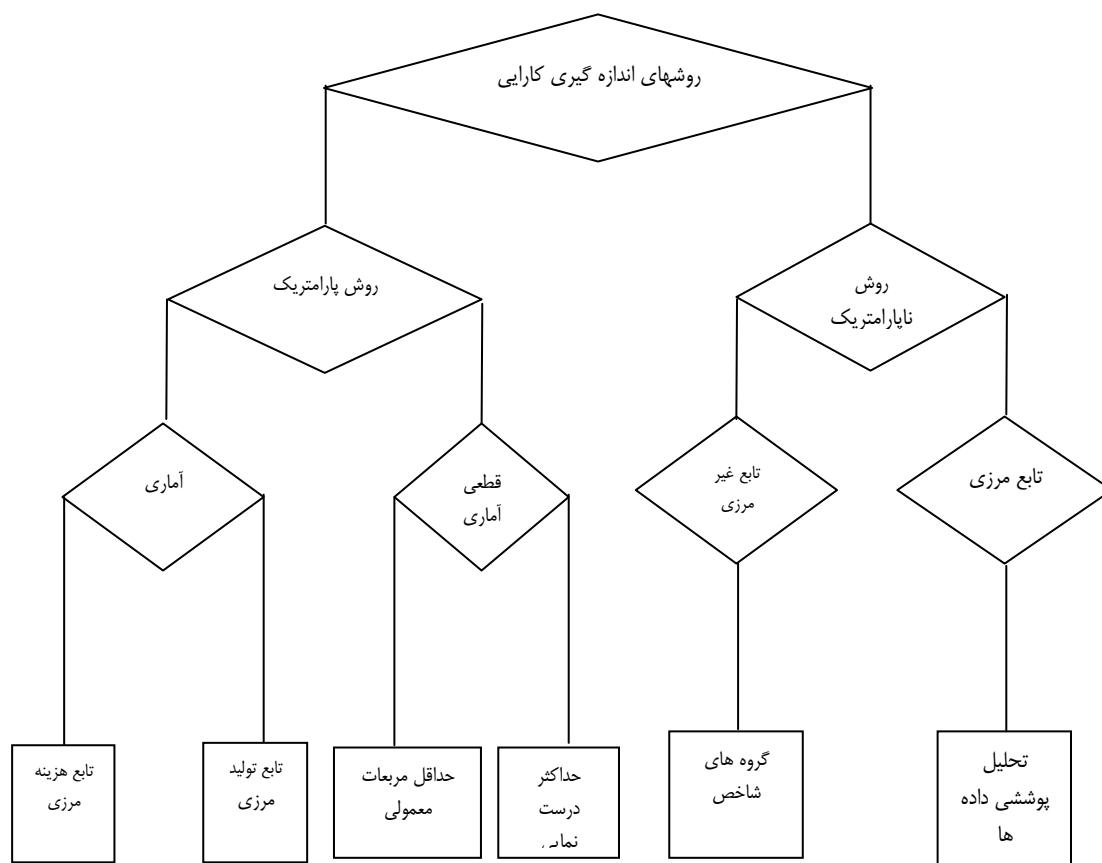 روشهای اندازه گیری کارایی
روش
ناپارامتریک
روش پارامتریک
تابع مرزی
تابع غیر
مرزی
قطعی
آماری
آماری
تحلیل
پوششی داده
ها
گروه های
شاخص
حداکثر
درست
نمایی
حداقل مربعات
معمولی
تابع تولید
مرزی
تابع هزینه
مرزی